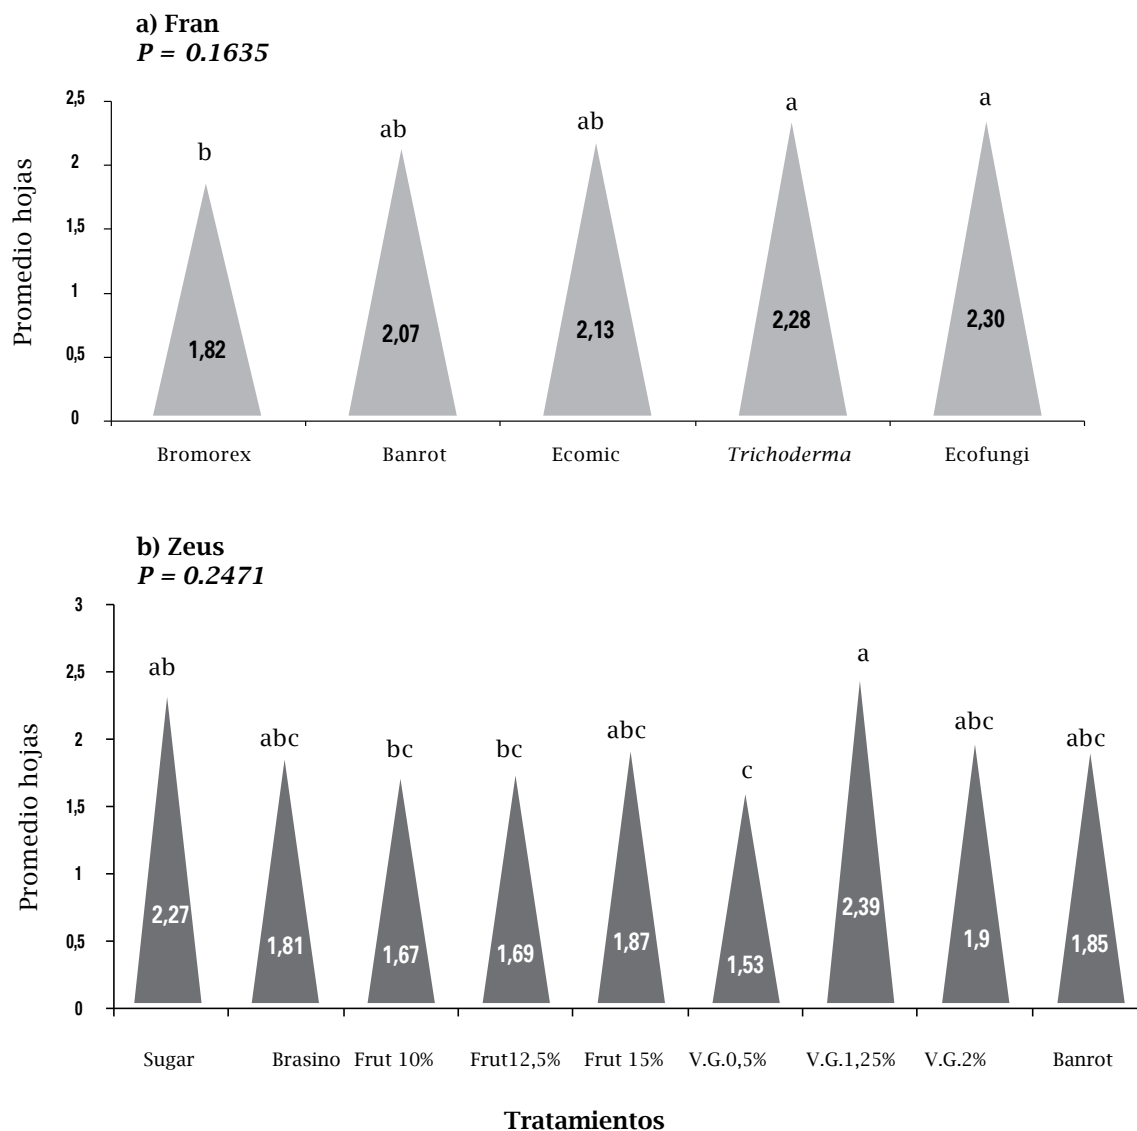 a) Fran
P = 0.1635
Promedio hojas
2,5
2
1,5
1
0,5
0
b
ab
ab
a
a
1,82
2,07
2,13
2,28
2,30
Bromorex Banrot Ecomic Trichoderma Ecofungi
b) Zeus
P = 0.2471
Promedio hojas
3
2,5
2
1,5
1
0,5
0
ab
abc
bc
bc
abc
c
a
abc
abc
2,27
1,81
1,67
1,69
1,87
1,53
2,39
1,9
1,85
Sugar Brasino Frut 10% Frut12,5% Frut 15% V.G.0,5% V.G.1,25% V.G.2% Banrot
Tratamientos